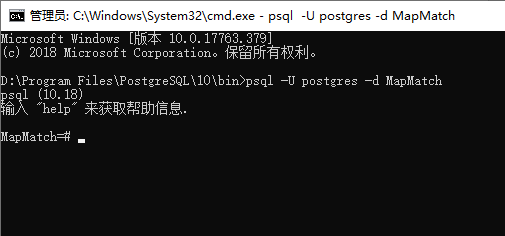 管理员: C:\Windows\System32\cmd.exe - psql  -U postgres -d MapMatch
Microsoft Windows [版本 10.0.17763.379]
(c) 2018 Microsoft Corporation。保留所有权利。
D:\Program Files\PostgreSQL\10\bin>psql -U postgres -d MapMatch
psql (10.18)
输入 "help" 来获取帮助信息.
MapMatch=#